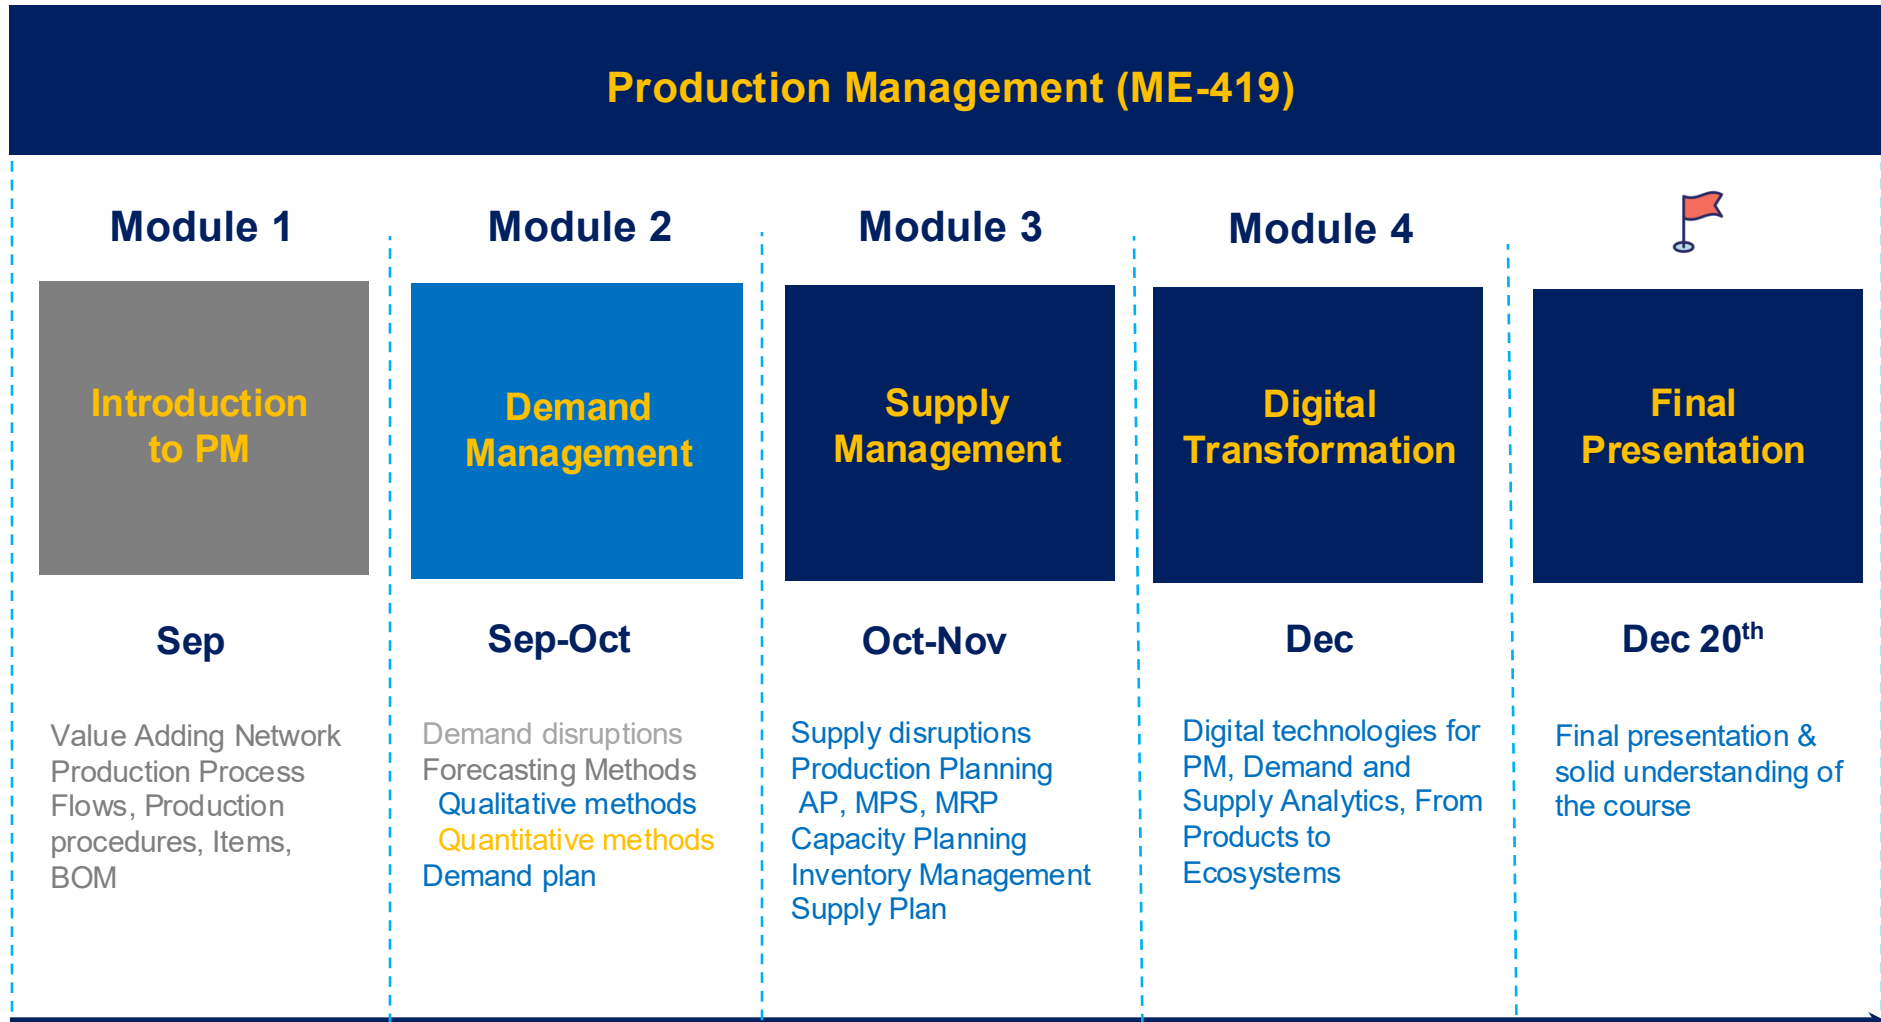 Production Management (ME-419)
Module 1
Introduction
to PM
Sep
Value Adding Network
Production Process
Flows, Production
procedures, Items,
BOM
Module 2
Demand
Management
Sep-Oct
Demand disruptions
Forecasting Methods
Qualitative methods
Quantitative methods
Demand plan
Module 3
Supply
Management
Oct-Nov
Supply disruptions
Production Planning
AP, MPS, MRP
Capacity Planning
Inventory Management
Supply Plan
Module 4
Digital
Transformation
Dec
Digital technologies for
PM, Demand and
Supply Analytics, From
Products to
Ecosystems
Final
Presentation
Dec 20th
Final presentation &
solid understanding of
the course